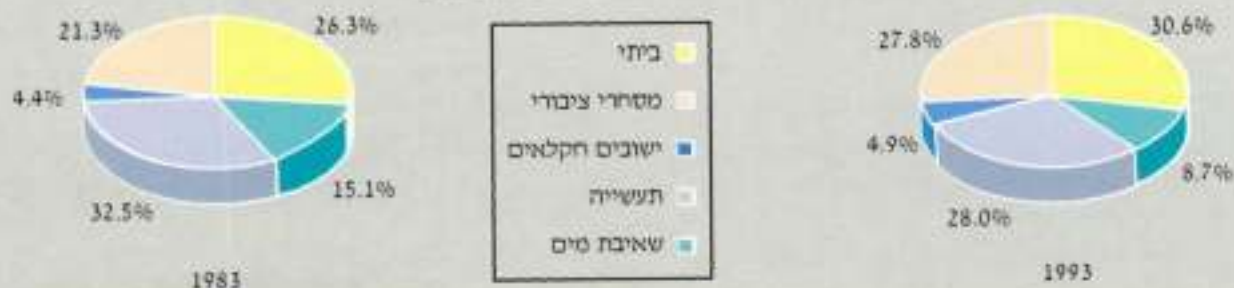 21.3%
26.3%
4.4%
32.5%
15.1%
1983
ביתי
מסחרי ציבורי
ישובים חקלאים
תעשייה
שאיבת מים
27.8%
30.6%
4.9%
28.0%
8.7%
1993